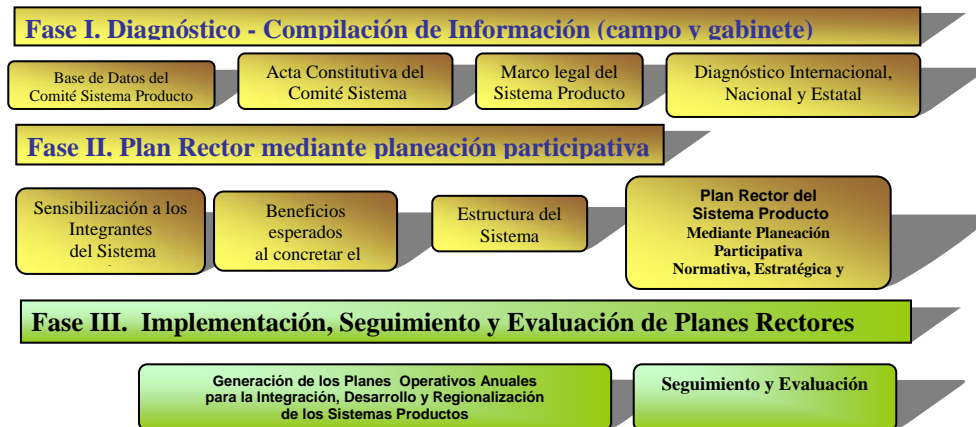 Fase I. Diagnóstico - Compilación de Información (campo y gabinete)
Base de Datos del
Comité Sistema Producto
Acta Constitutiva del
Comité Sistema
Marco legal del
Sistema Producto
Diagnóstico Internacional,
Nacional y Estatal
Fase II. Plan Rector mediante planeación participativa
Sensibilización a los
Integrantes
del Sistema
Beneficios
esperados
al concretar el
Estructura del
Sistema
Plan Rector del
Sistema Producto
Mediante Planeación
Participativa
Normativa, Estratégica y
Fase III. Implementación, Seguimiento y Evaluación de Planes Rectores
Generación de los Planes Operativos Anuales
para la Integración, Desarrollo y Regionalización
de los Sistemas Productos
Seguimiento y Evaluación